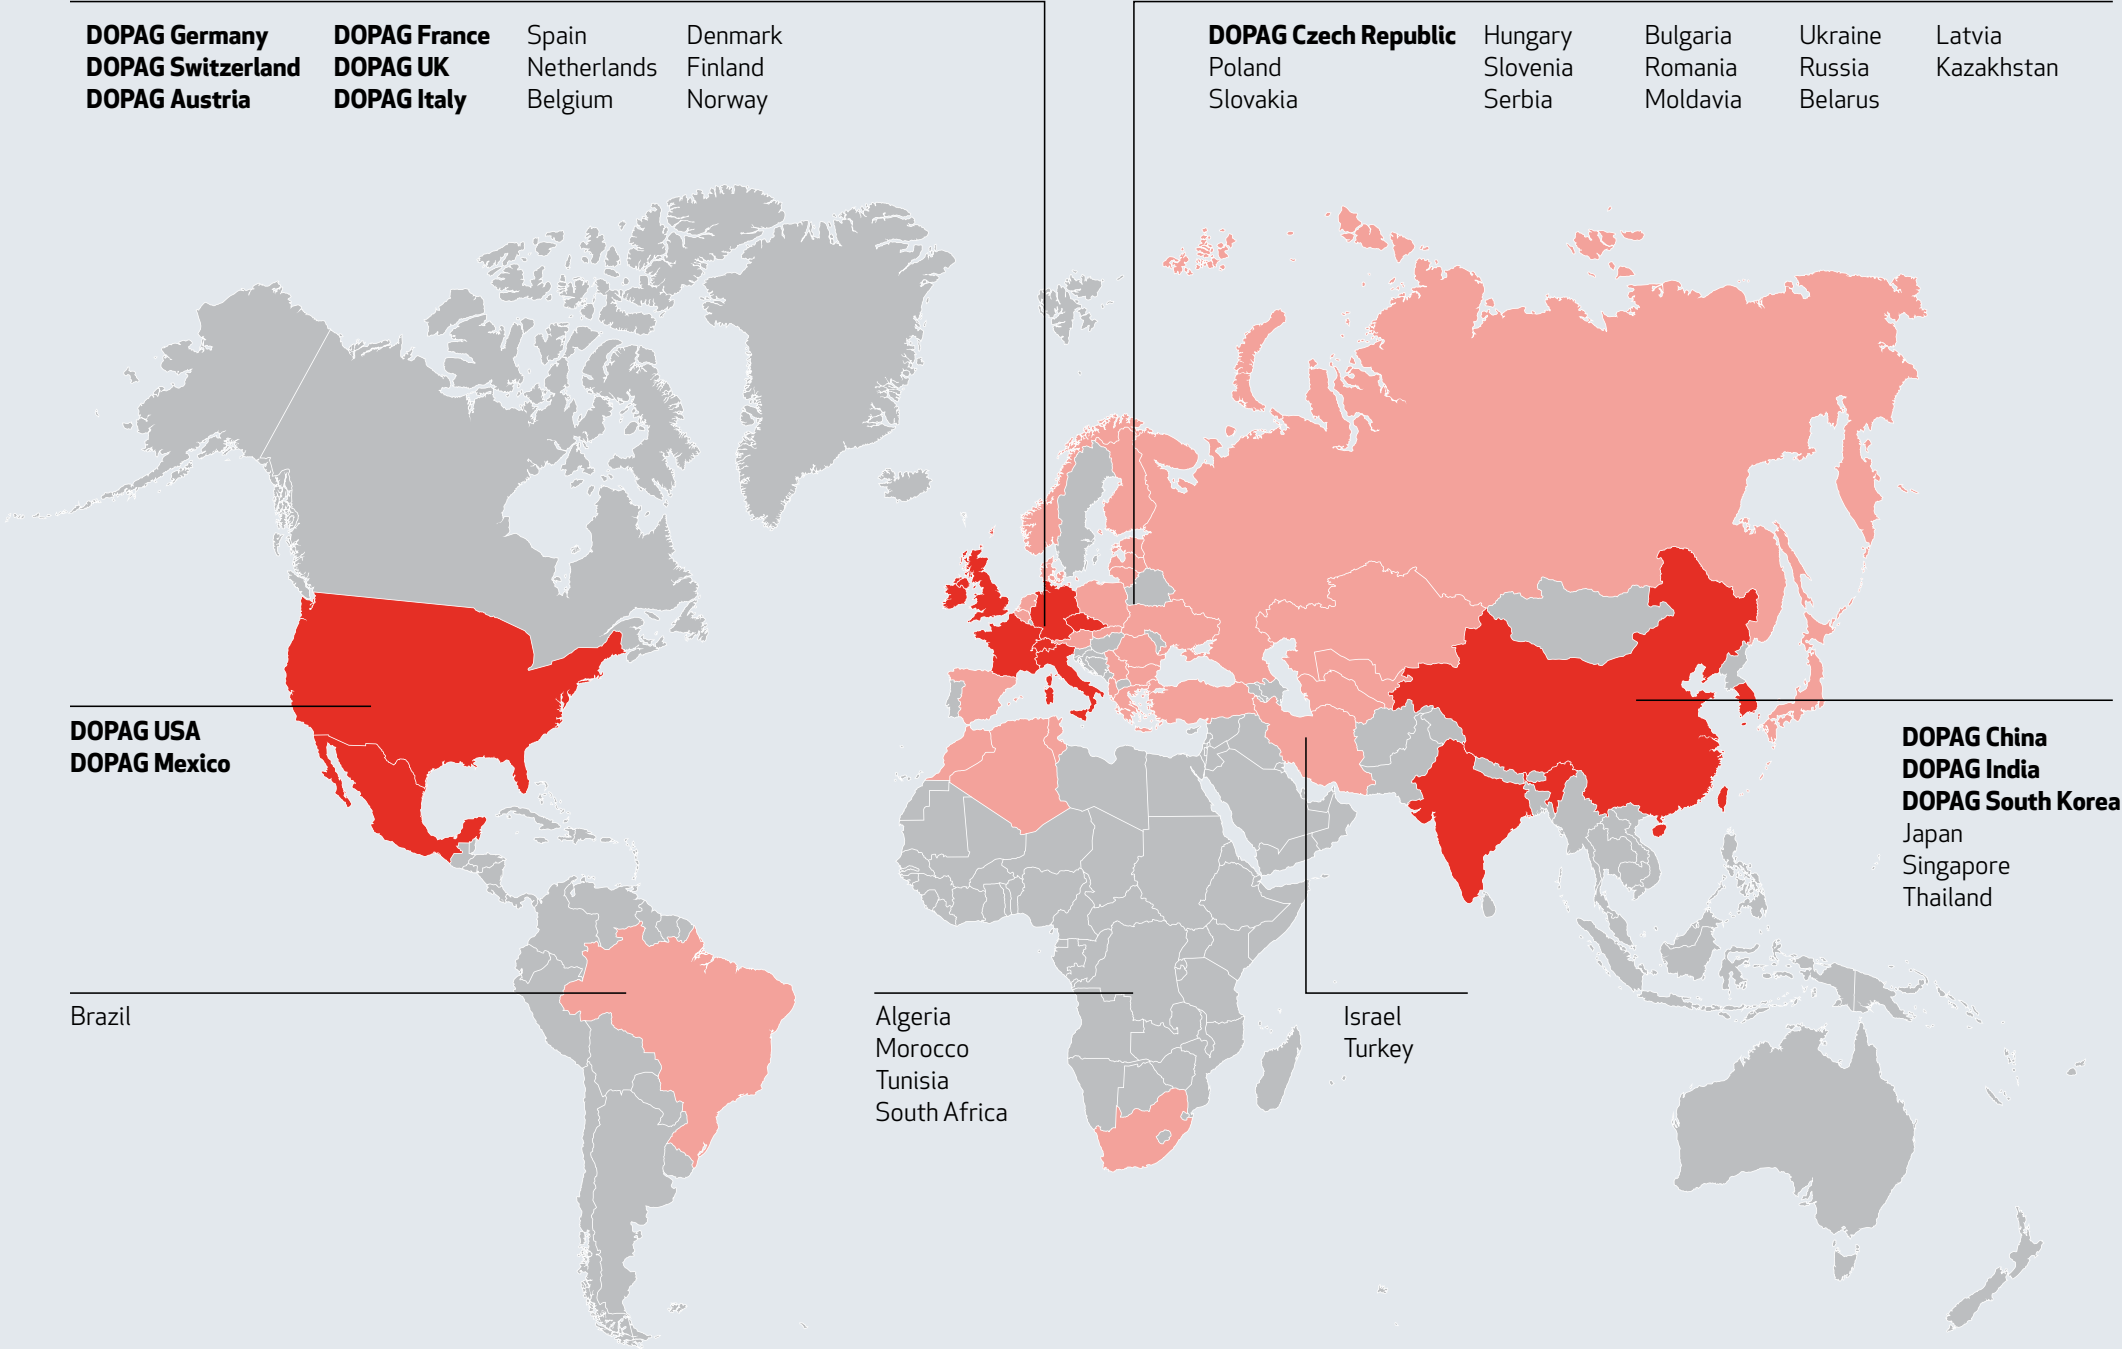 DOPAG Germany
DOPAG Switzerland
DOPAG Austria
DOPAG France
DOPAG UK
DOPAG Italy
Spain
Netherlands
Belgium
Denmark
Finland
Norway
DOPAG Czech Republic
Poland
Slovakia
Hungary
Slovenia
Serbia
Bulgaria
Romania
Moldavia
Ukraine
Russia
Belarus
Latvia
Kazakhstan
DOPAG USA
DOPAG Mexico
DOPAG China
DOPAG India
DOPAG South Korea
Japan
Singapore
Thailand
Brazil
Algeria
Morocco
Tunisia
South Africa
Israel
Turkey